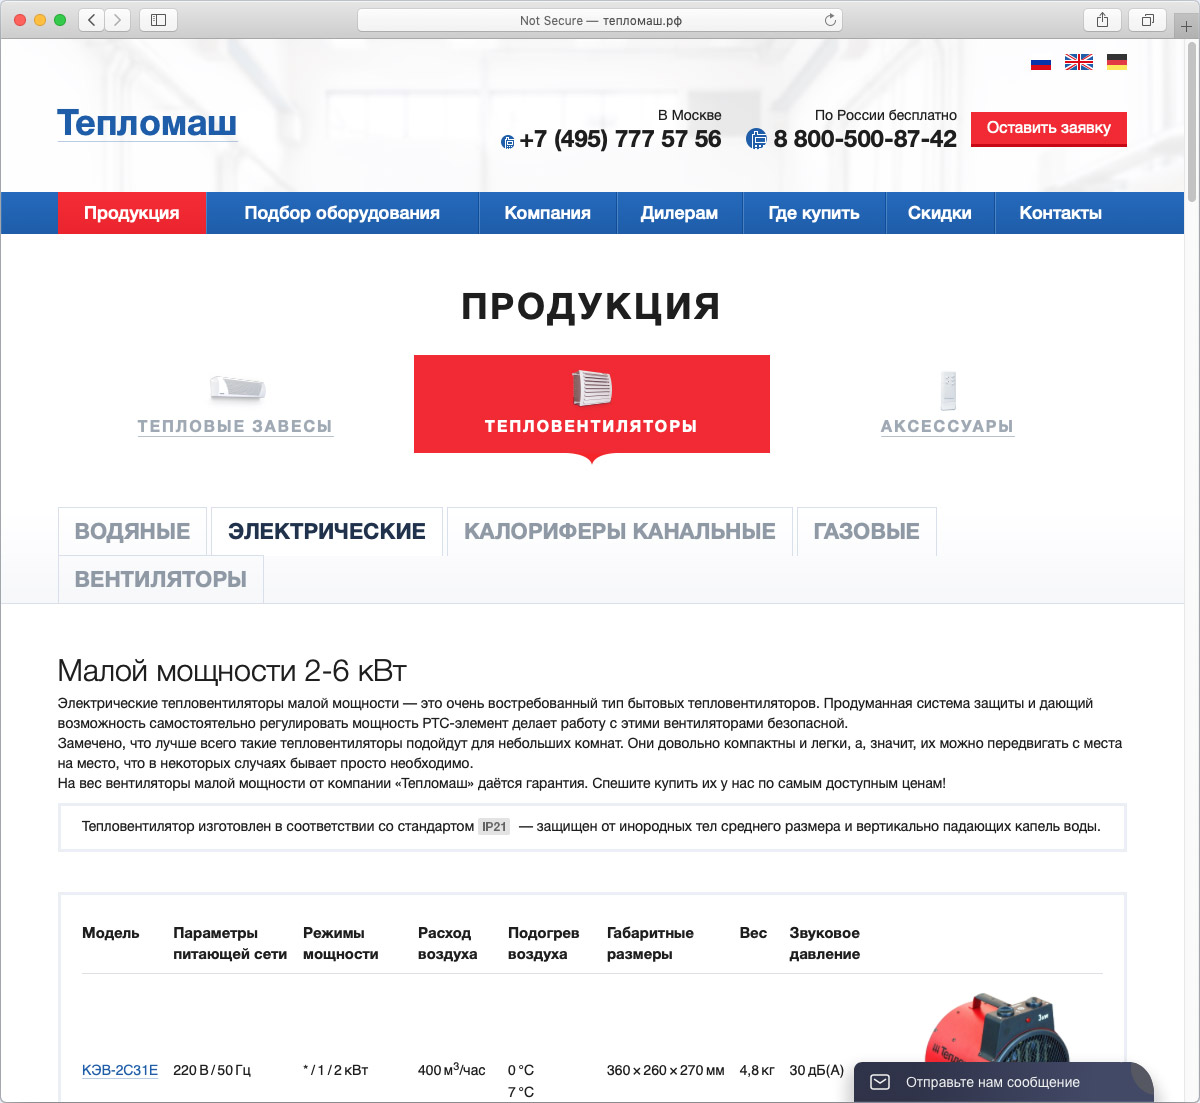 Not Secure — тепломаш.рф
Тепломаш
В Москве
+7 (495) 777 57 56
По России бесплатно
8 800-500-87-42
Оставить заявку
Продукция Подбор оборудования Компания Дилерам Где купить Скидки Контакты
ПРОДУКЦИЯ
ТЕПЛОВЫЕ ЗАВЕСЫ ТЕПЛОВЕНТИЛЯТОРЫ АКСЕССУАРЫ
ВОДЯНЫЕ ЭЛЕКТРИЧЕСКИЕ КАЛОРИФЕРЫ КАНАЛЬНЫЕ ГАЗОВЫЕ
ВЕНТИЛЯТОРЫ
Малой мощности 2-6 кВт
Электрические тепловентиляторы малой мощности — это очень востребованный тип бытовых тепловентиляторов. Продуманная система защиты и дающий
возможность самостоятельно регулировать мощность РТС-элемент делает работу с этими вентиляторами безопасной.
Замечено, что лучше всего такие тепловентиляторы подойдут для небольших комнат. Они довольно компактны и легки, а, значит, их можно передвигать с места
на место, что в некоторых случаях бывает просто необходимо.
На вес вентиляторы малой мощности от компании «Тепломаш» даётся гарантия. Спешите купить их у нас по самым доступным ценам!
Тепловентилятор изготовлен в соответствии со стандартом IP21 — защищен от инородных тел среднего размера и вертикально падающих капель воды.
Модель Параметры Режимы Расход Подогрев Габаритные Вес Звуковое
питающей сети мощности воздуха воздуха размеры давление
3кW
КЭВ-2С31Е 220 В / 50 Гц * / 1 / 2 кВт 400 м³/час 0 °С 360 × 260 × 270 мм 4,8 кг 30 дБ(А)
7 °С
Отправьте нам сообщение